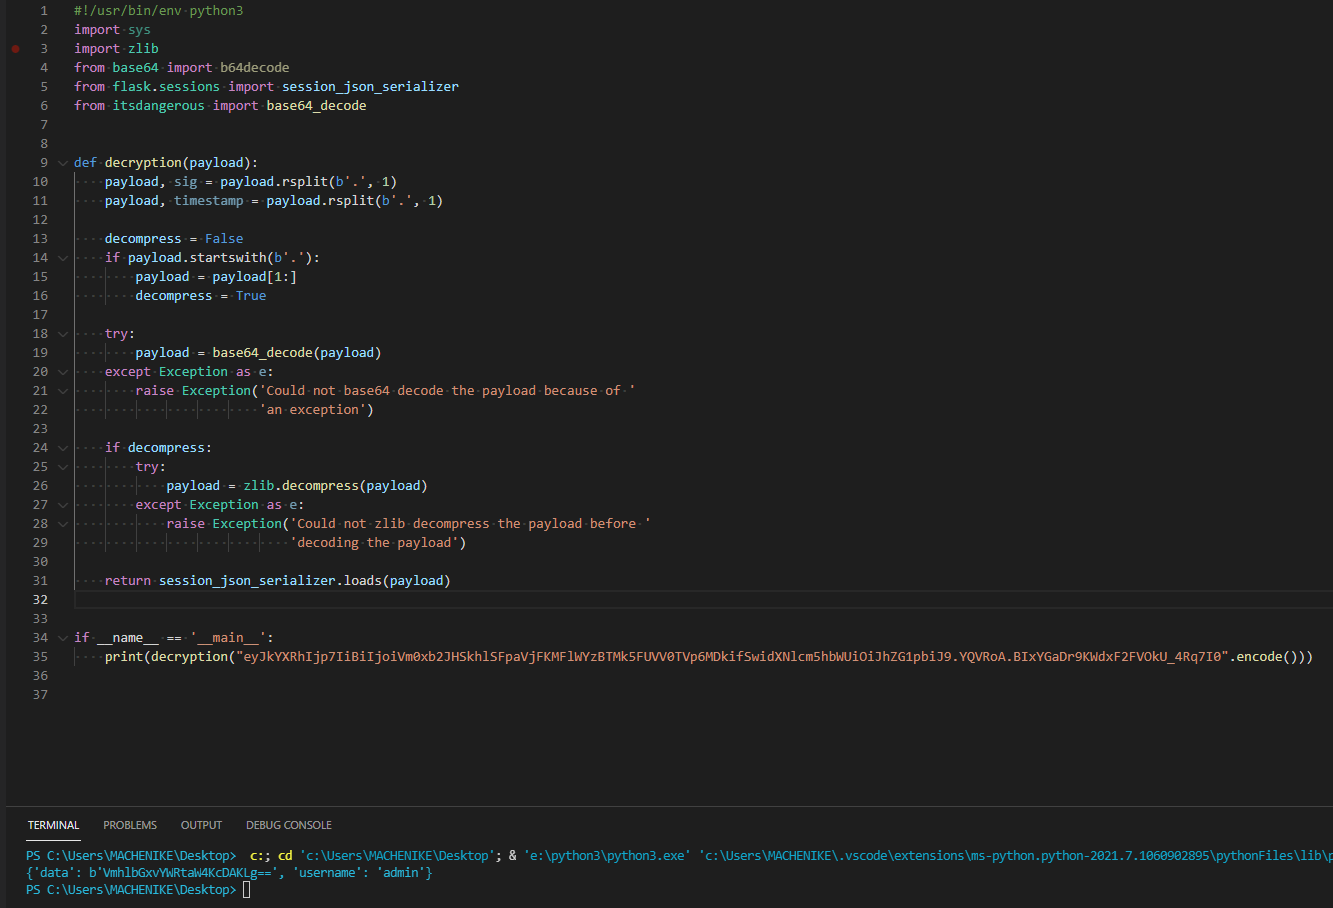 1 #!/usr/bin/env python3
2 import sys
3 import zlib
4 from base64 import b64decode
5 from flask.sessions import session_json_serializer
6 from itsdangerous import base64_decode
7
8
9 def decryption(payload):
10     payload, sig = payload.rsplit(b'.', 1)
11     payload, timestamp = payload.rsplit(b'.', 1)
12
13     decompress = False
14     if payload.startswith(b'.'):
15         payload = payload[1:]
16         decompress = True
17
18     try:
19         payload = base64_decode(payload)
20     except Exception as e:
21         raise Exception('Could not base64 decode the payload because of '
22                         'an exception')
23
24     if decompress:
25         try:
26             payload = zlib.decompress(payload)
27         except Exception as e:
28             raise Exception('Could not zlib decompress the payload before '
29                             'decoding the payload')
30
31     return session_json_serializer.loads(payload)
32
33
34 if __name__ == '__main__':
35     print(decryption("eyJkYXRhIjp7IiBiIjoiVm0xb2JHSkhlSFpaVjFKMFlWYzBTMk5FUVV0TVp6MDkifSwidXNlcm5hbWUiOiJhZG1pbiJ9.YQVRoA.BIxYGaDr9KWdxF2FVOkU_4Rq7I0".encode()))
36
37
TERMINAL PROBLEMS OUTPUT DEBUG CONSOLE
PS C:\Users\MACHENIKE\Desktop>  c:; cd 'c:\Users\MACHENIKE\Desktop'; & 'e:\python3\python3.exe' 'c:\Users\MACHENIKE\.vscode\extensions\ms-python.python-2021.7.1060902895\pythonFiles\lib\p
{'data': b'VmhlbGxvYWRtaW4KcDAKLg==', 'username': 'admin'}
PS C:\Users\MACHENIKE\Desktop>